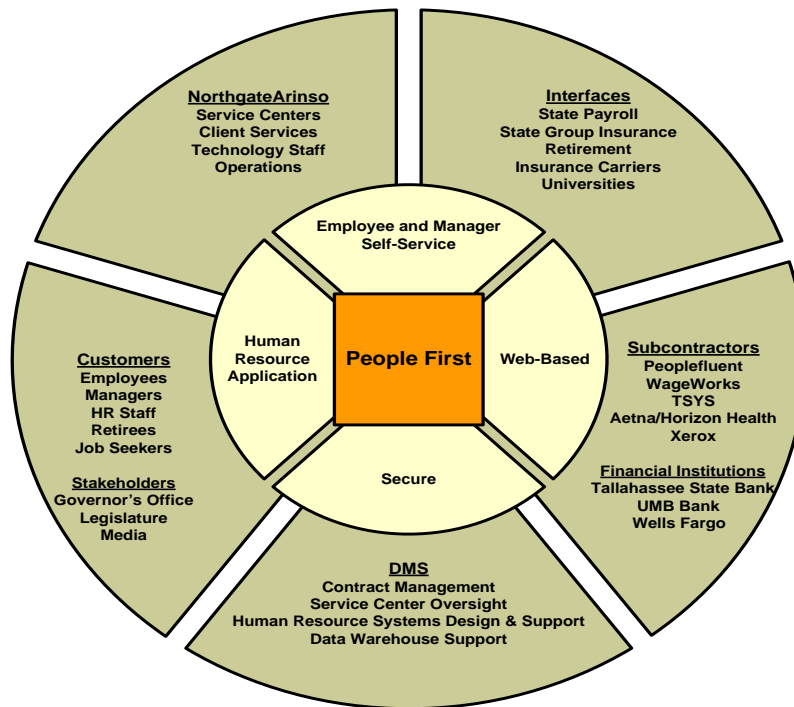 NorthgateArinso
Service Centers
Client Services
Technology Staff
Operations
Interfaces
State Payroll
State Group Insurance
Retirement
Insurance Carriers
Universities
Employee and Manager
Self-Service
Human
Resource
Application
People First
Web-Based
Secure
Customers
Employees
Managers
HR Staff
Retirees
Job Seekers
Stakeholders
Governor's Office
Legislature
Media
Subcontractors
Peoplefluent
WageWorks
TSYS
Aetna/Horizon Health
Xerox
Financial Institutions
Tallahassee State Bank
UMB Bank
Wells Fargo
DMS
Contract Management
Service Center Oversight
Human Resource Systems Design & Support
Data Warehouse Support